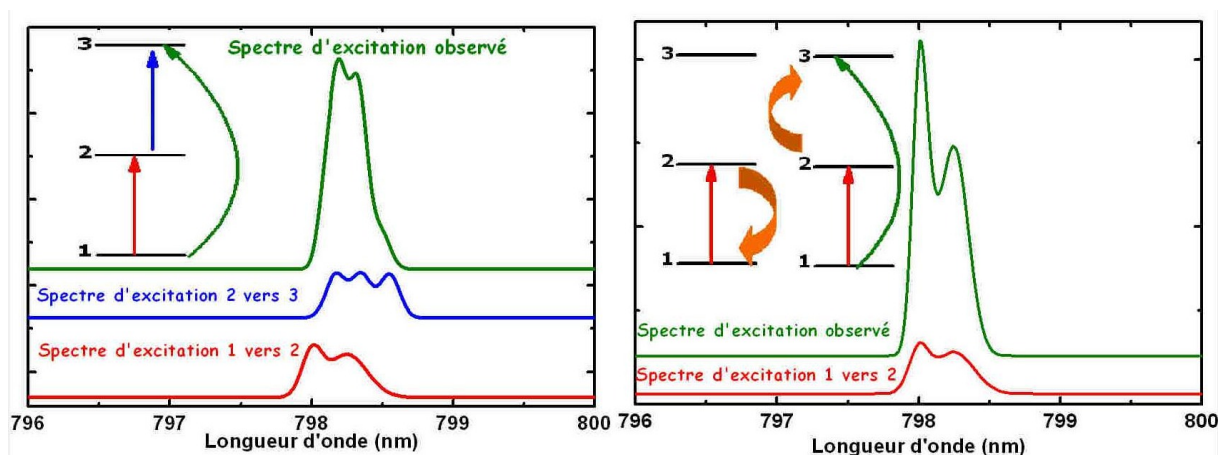 3
Spectre d'excitation observé
2
1
Spectre d'excitation 2 vers 3
Spectre d'excitation 1 vers 2
796 797 798 799 800
Longueur d'onde (nm)
3 3
2 2
1 1
Spectre d'excitation observé
Spectre d'excitation 1 vers 2
796 797 798 799 800
Longueur d'onde (nm)